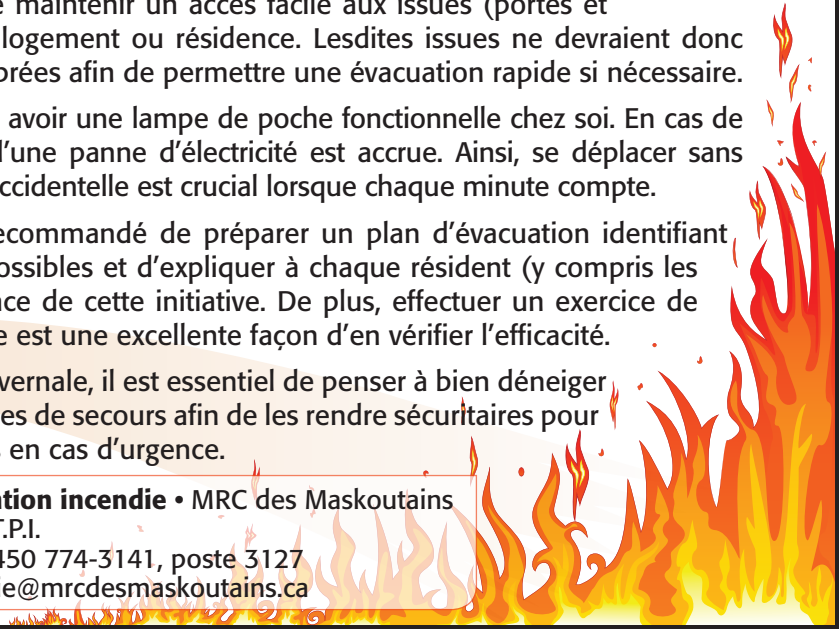 maintenir un accès facile aux issues (portes et
logement ou résidence. Lesdites issues ne devraient donc
brées afin de permettre une évacuation rapide si nécessaire.
avoir une lampe de poche fonctionnelle chez soi. En cas de
d'une panne d'électricité est accrue. Ainsi, se déplacer sans
ccidentelle est crucial lorsque chaque minute compte.
ecommandé de préparer un plan d'évacuation identifiant
ossibles et d'expliquer à chaque résident (y compris les
nce de cette initiative. De plus, effectuer un exercice de
e est une excellente façon d'en vérifier l'efficacité.
vernale, il est essentiel de penser à bien déneiger
es de secours afin de les rendre sécuritaires pour
en cas d'urgence.
tion incendie • MRC des Maskoutains
T.P.I.
450 774-3141, poste 3127
ie@mrcdesmaskoutains.ca